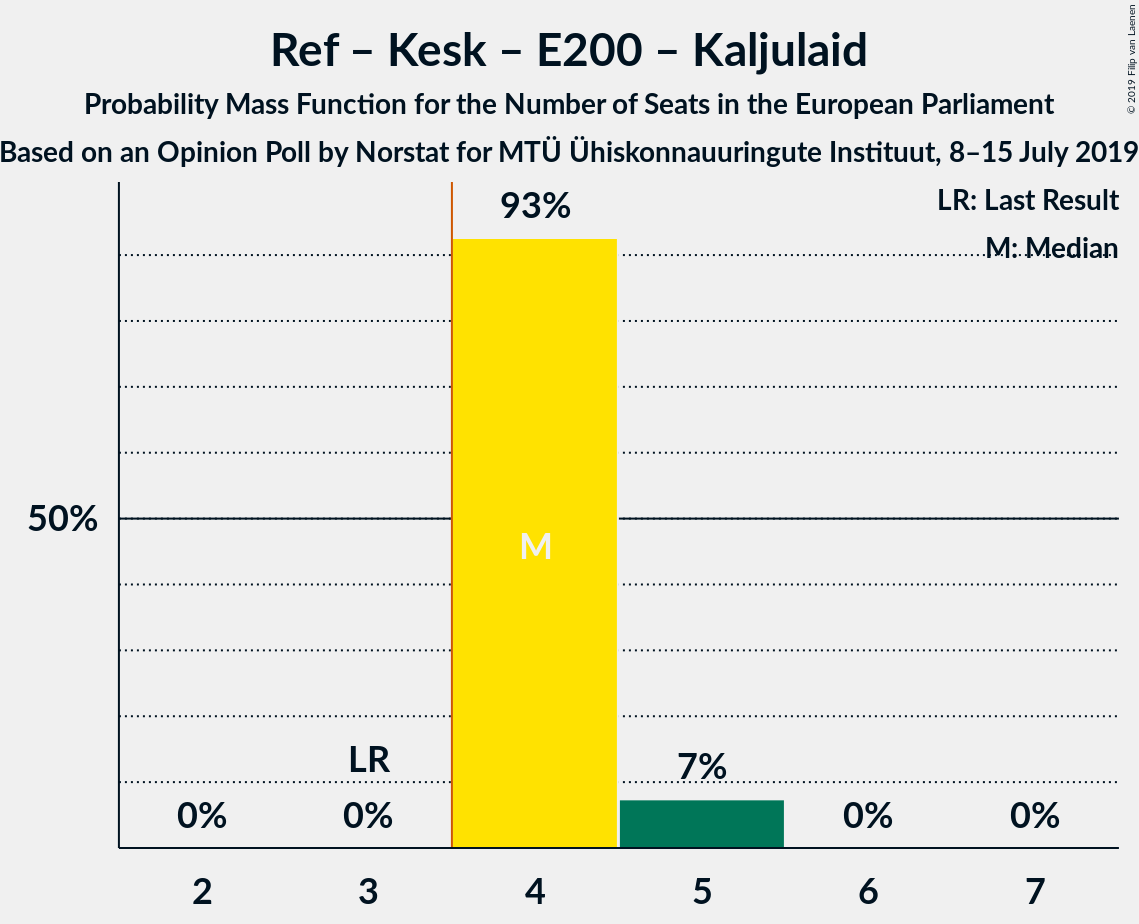 Ref – Kesk – E200 – Kaljulaid
Probability Mass Function for the Number of Seats in the European Parliament
Based on an Opinion Poll by Norstat for MTÜ Ühiskonnauuringute Instituut, 8–15 July 2019
© 2019 Filip van Laenen
LR: Last Result
M: Median
93%
50%
M
LR
7%
0%
0%
0%
0%
2
3
4
5
6
7